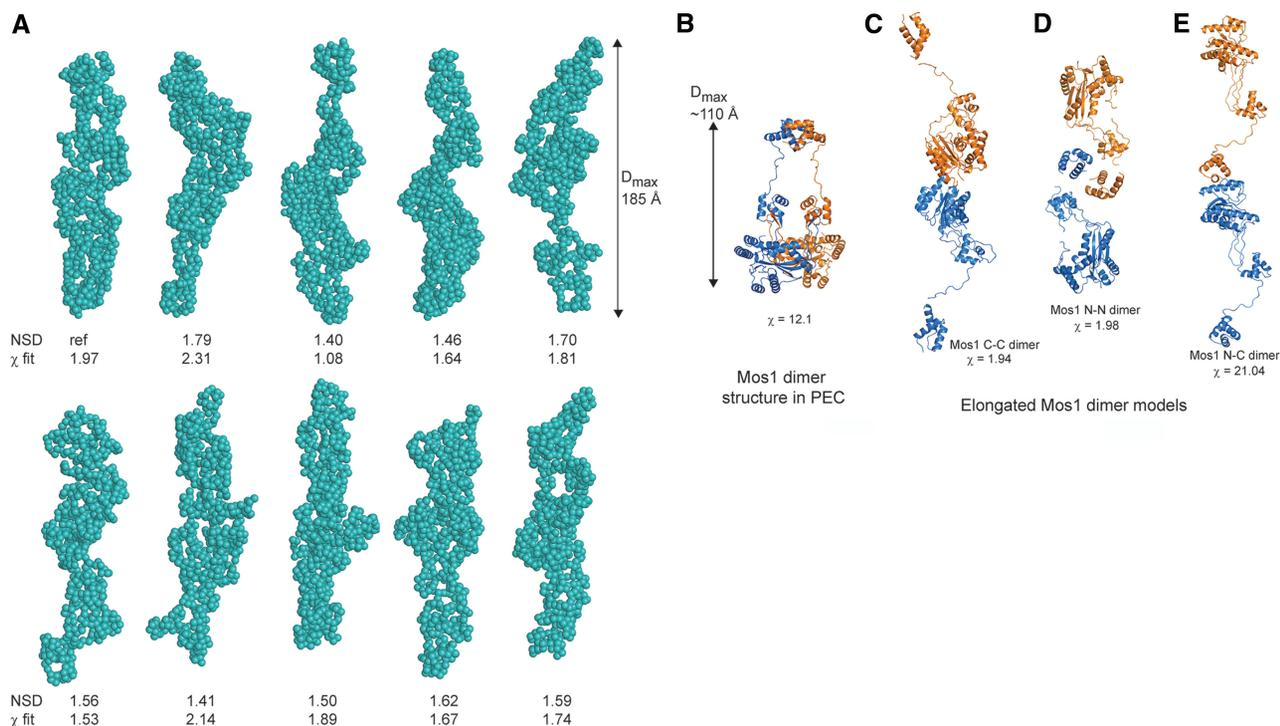 A
B
C
D
E
Dmax
185 Å
NSD ref 1.79 1.40 1.46 1.70
χ fit 1.97 2.31 1.08 1.64 1.81
NSD 1.56 1.41 1.50 1.62 1.59
χ fit 1.53 2.14 1.89 1.67 1.74
Dmax
~110 Å
χ = 12.1
Mos1 dimer
structure in PEC
Mos1 C-C dimer
χ = 1.94
Mos1 N-N dimer
χ = 1.98
Mos1 N-C dimer
χ = 21.04
Elongated Mos1 dimer models